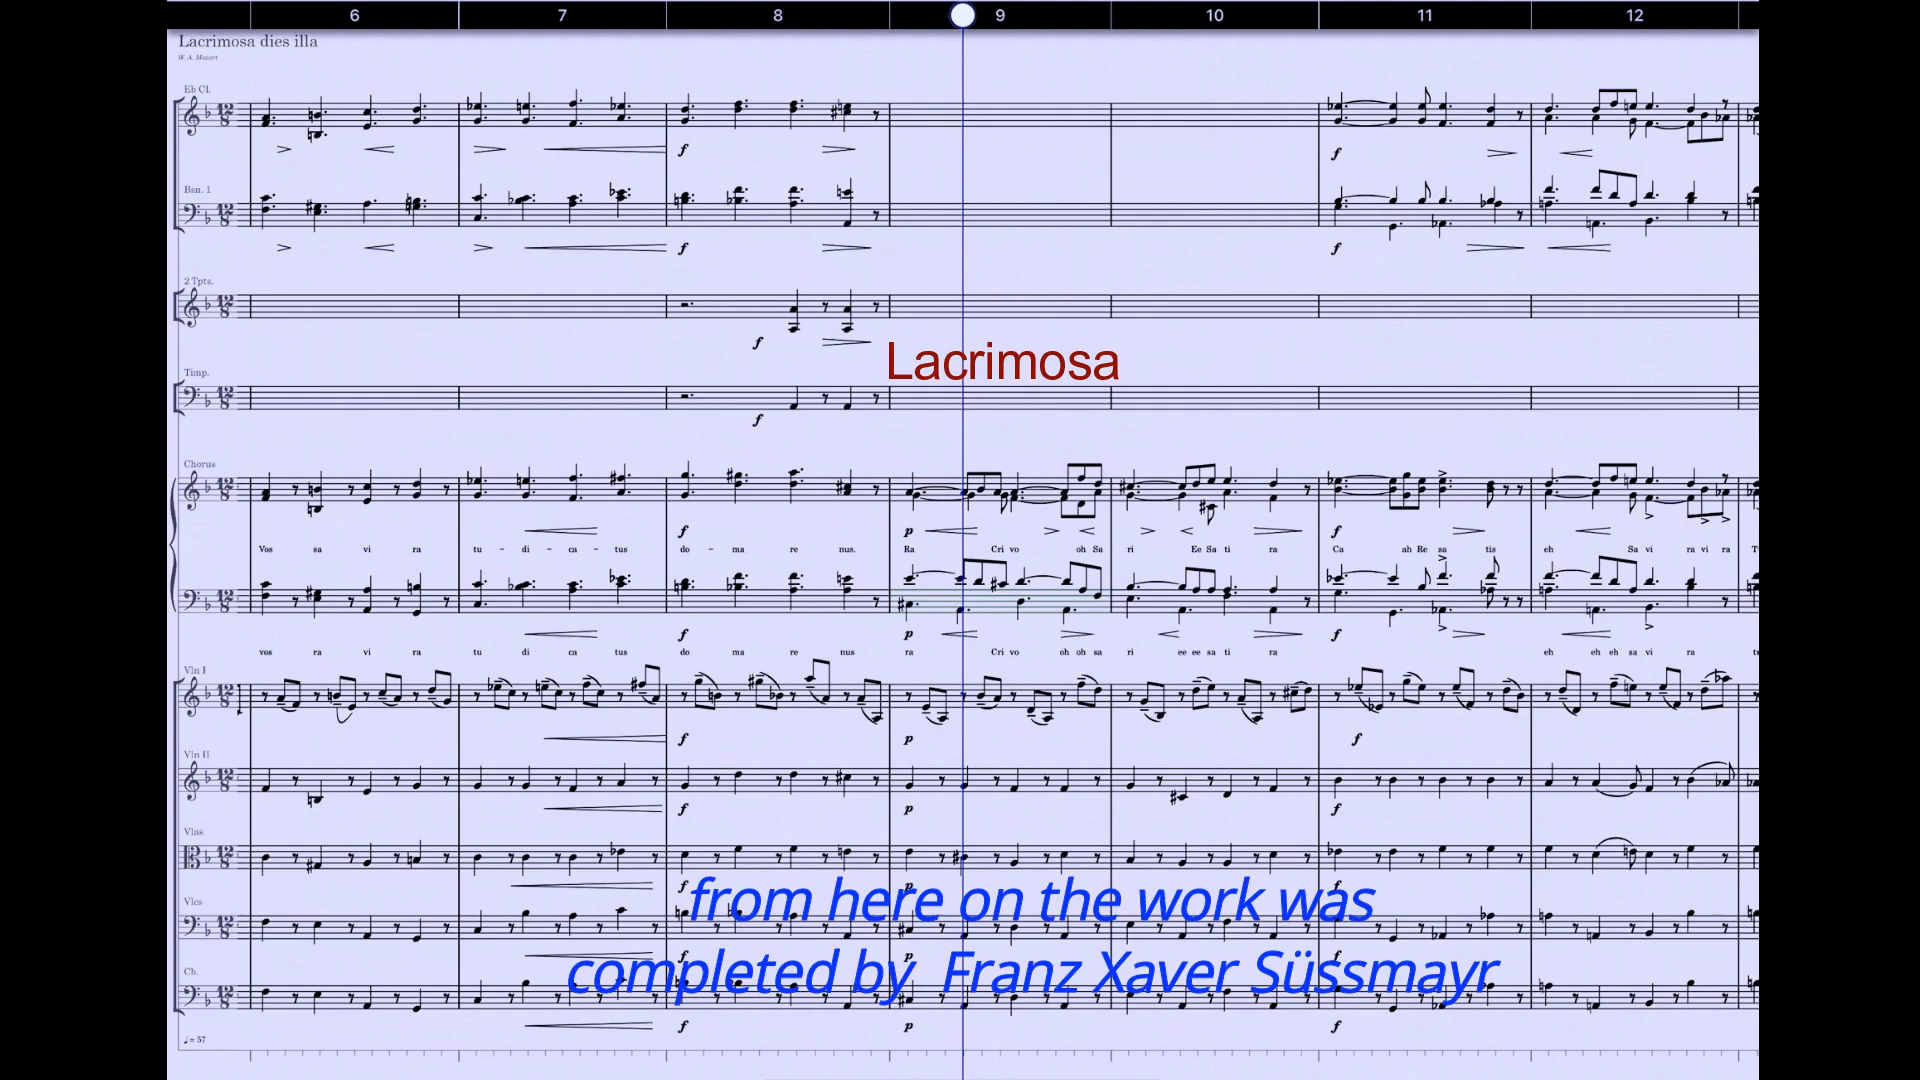 6 7 8 9 10 11 12
Lacrimosa dies illa
W. A. Mozart
Eb Cl.
Bsn. 1
2 Tpts.
Timp.
Lacrimosa
Chorus
Vos sa vi ra tu - di - ca - tus do - ma re nus. Ra Cri vo oh Sa ri Ee Sa ti ra Ca ah Re sa tis eh Sa vi ra vi ra
vos ra vi ra tu di ca tus do ma re nus ra Cri vo oh oh sa ri ee ee sa ti ra eh eh eh sa vi ra
Vln I
Vln II
Vlas
from here on the work was
Vlcs
completed by Franz Xaver Süssmayr
Cb.
♩ = 57